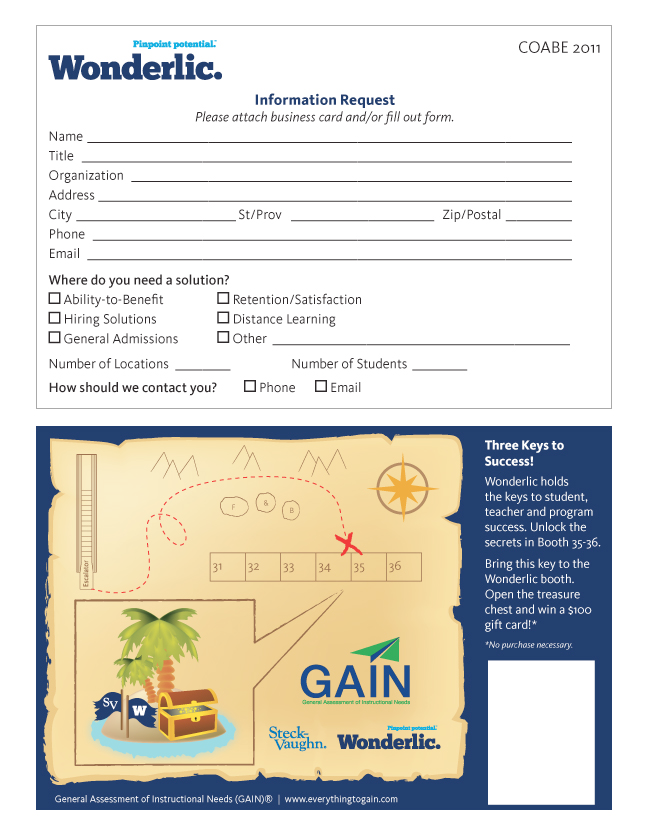 Pinpoint potential.™
Wonderlic.
COABE 2011
Information Request
Please attach business card and/or fill out form.
Name
Title
Organization
Address
City St/Prov Zip/Postal
Phone
Email
Where do you need a solution?
Ability-to-Benefit Retention/Satisfaction
Hiring Solutions Distance Learning
General Admissions Other
Number of Locations Number of Students
How should we contact you? Phone Email
Escalator
F & B
31 32 33 34 35 36
SV W
GAIN
General Assessment of Instructional Needs
Steck-
Vaughn.
Pinpoint potential.™
Wonderlic.
General Assessment of Instructional Needs (GAIN)® | www.everythingtogain.com
Three Keys to
Success!
Wonderlic holds
the keys to student,
teacher and program
success. Unlock the
secrets in Booth 35-36.
Bring this key to the
Wonderlic booth.
Open the treasure
chest and win a $100
gift card!*
*No purchase necessary.